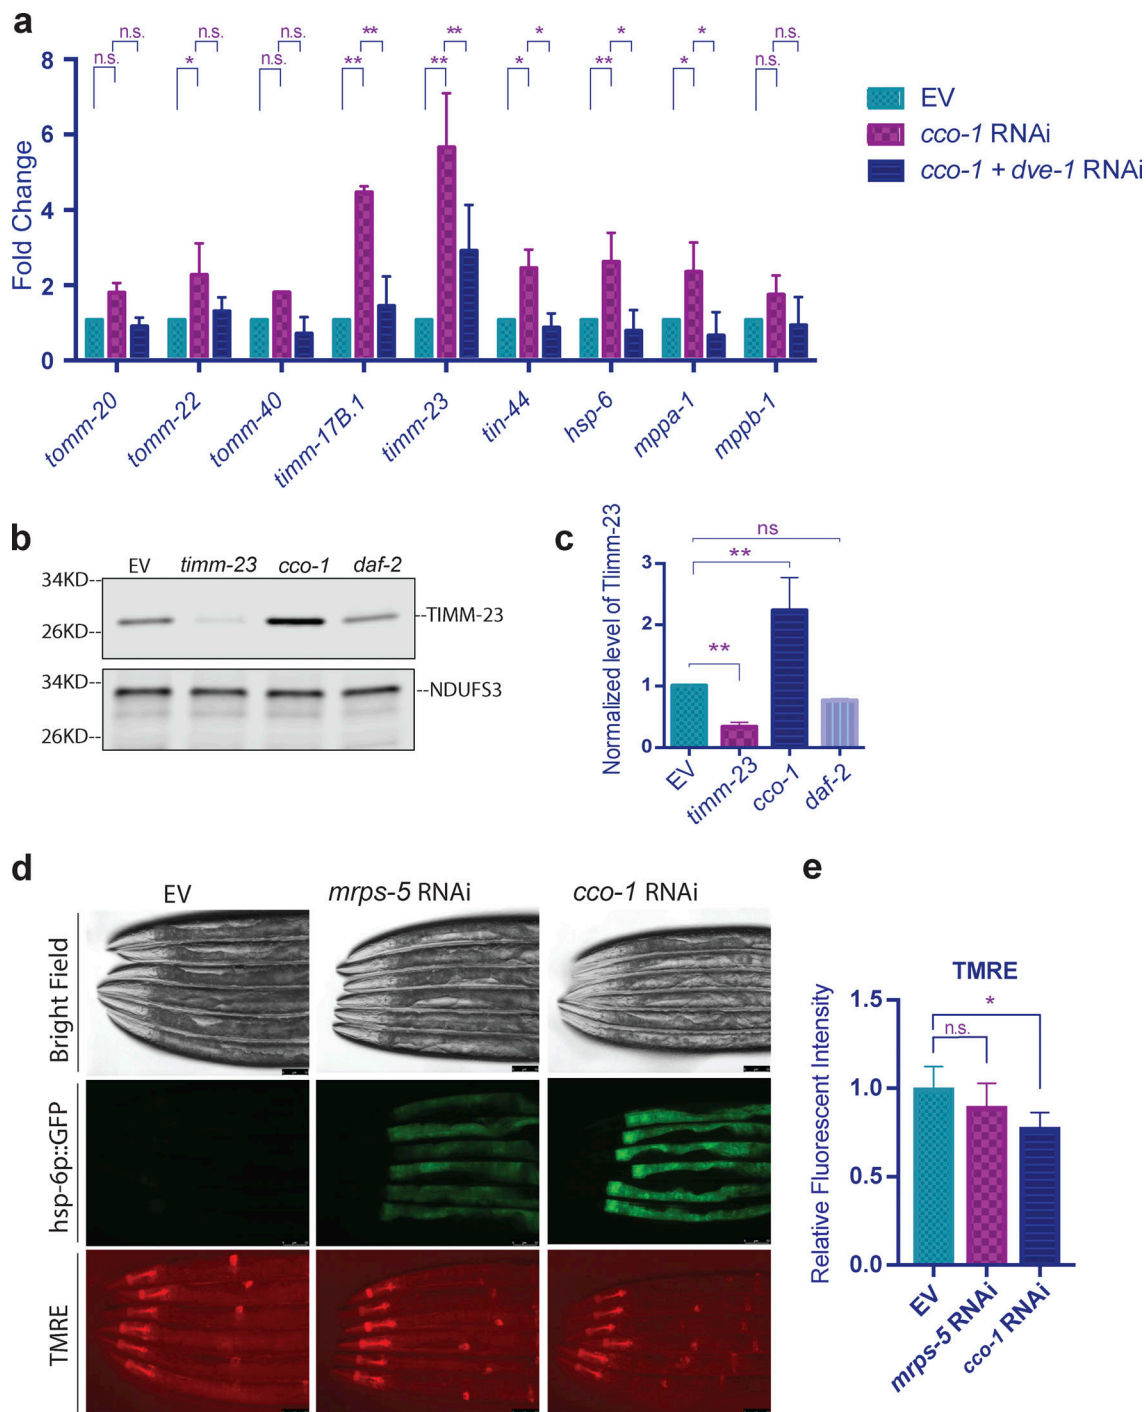 a
n.s.
n.s.
n.s.
**
**
*
*
*
n.s.
n.s.
*
n.s.
**
**
*
**
*
n.s.
8
6
4
2
0
Fold Change
EV
cco-1 RNAi
cco-1 + dve-1 RNAi
tomm-20
tomm-22
tomm-40
timm-17B.1
timm-23
tin-44
hsp-6
mppa-1
mppb-1
b
EV timm-23 cco-1 daf-2
34KD--
26KD--
--TIMM-23
34KD--
26KD--
--NDUFS3
c
ns
**
**
3
2
1
0
Normalized level of TIimm-23
EV
timm-23
cco-1
daf-2
d
EV
mrps-5 RNAi
cco-1 RNAi
Bright Field
hsp-6p::GFP
TMRE
e
TMRE
*
n.s.
1.5
1.0
0.5
0.0
Relative Fluorescent Intensity
EV
mrps-5 RNAi
cco-1 RNAi